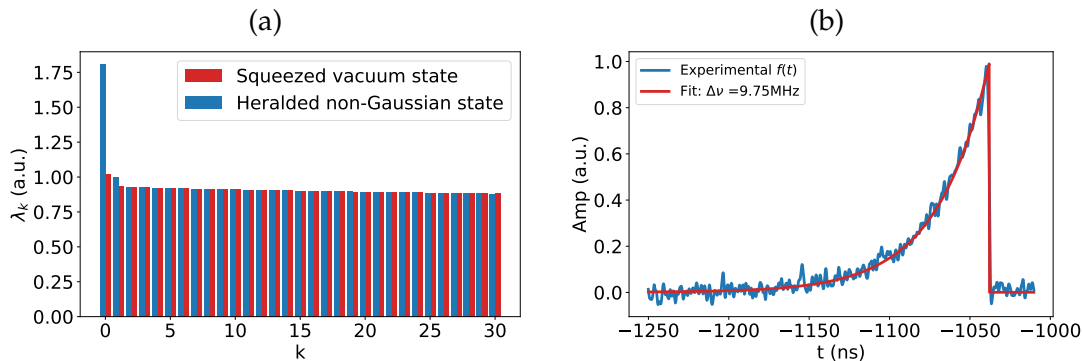 (a)
λk (a.u.)
1.75
1.50
1.25
1.00
0.75
0.50
0.25
0.00
Squeezed vacuum state
Heralded non-Gaussian state
0 5 10 15 20 25 30
k
(b)
Amp (a.u.)
1.0
0.8
0.6
0.4
0.2
0.0
Experimental f(t)
Fit: Δν =9.75MHz
−1250 −1200 −1150 −1100 −1050 −1000
t (ns)